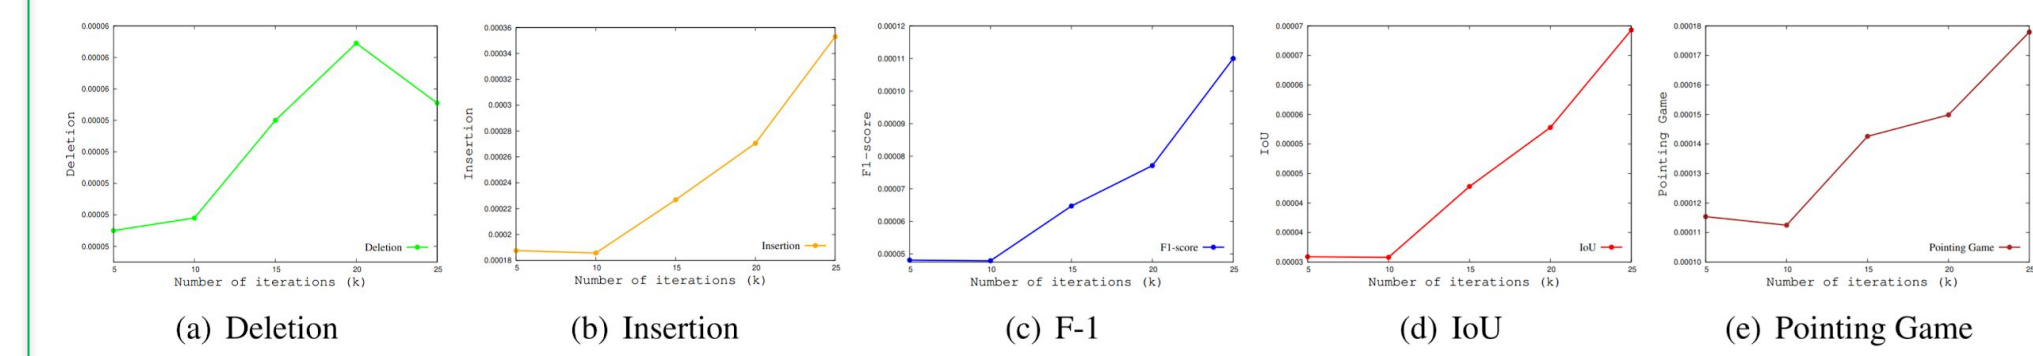 0.00006
0.00006
0.00006
0.00005
0.00005
0.00005
0.00005
0.00005
Deletion
Deletion
5 10 15 20 25
Number of iterations (k)
(a) Deletion
0.00036
0.00034
0.00032
0.0003
0.00028
0.00026
0.00024
0.00022
0.0002
0.00018
Insertion
Insertion
5 10 15 20 25
Number of iterations (k)
(b) Insertion
0.00012
0.00011
0.00010
0.00009
0.00008
0.00007
0.00006
0.00005
F1-score
F1-score
5 10 15 20 25
Number of iterations (k)
(c) F-1
0.00007
0.00007
0.00006
0.00006
0.00005
0.00005
0.00004
0.00004
0.00003
IoU
IoU
5 10 15 20 25
Number of iterations (k)
(d) IoU
0.00018
0.00017
0.00016
0.00015
0.00014
0.00013
0.00012
0.00011
0.00010
Pointing Game
Pointing Game
5 10 15 20 25
Number of iterations (k)
(e) Pointing Game